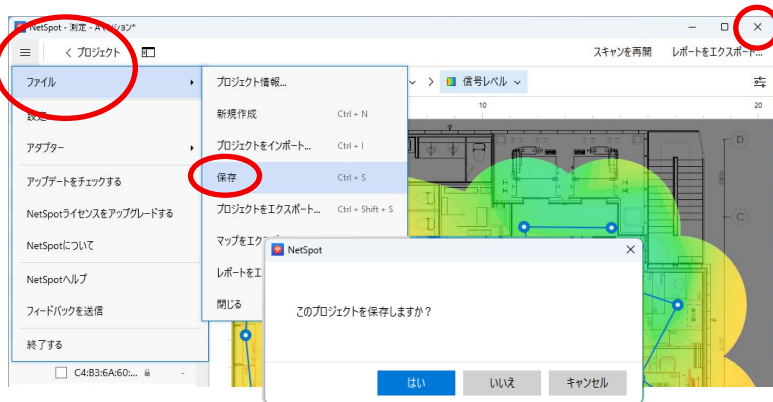 NetSpot - 測定 - Aマンション*
< プロジェクト
スキャンを再開 レポートをエクスポート...
ファイル
設定
アダプター
アップデートをチェックする
NetSpotライセンスをアップグレードする
NetSpotについて
NetSpotヘルプ
フィードバックを送信
終了する
C4:B3:6A:60:... -
プロジェクト情報...
新規作成 Ctrl + N
プロジェクトをインポート... Ctrl + I
保存 Ctrl + S
プロジェクトをエクスポート... Ctrl + Shift + S
マップをエク
レポートをエ
閉じる
信号レベル
10 20
D
C
NetSpot
このプロジェクトを保存しますか？
はい いいえ キャンセル